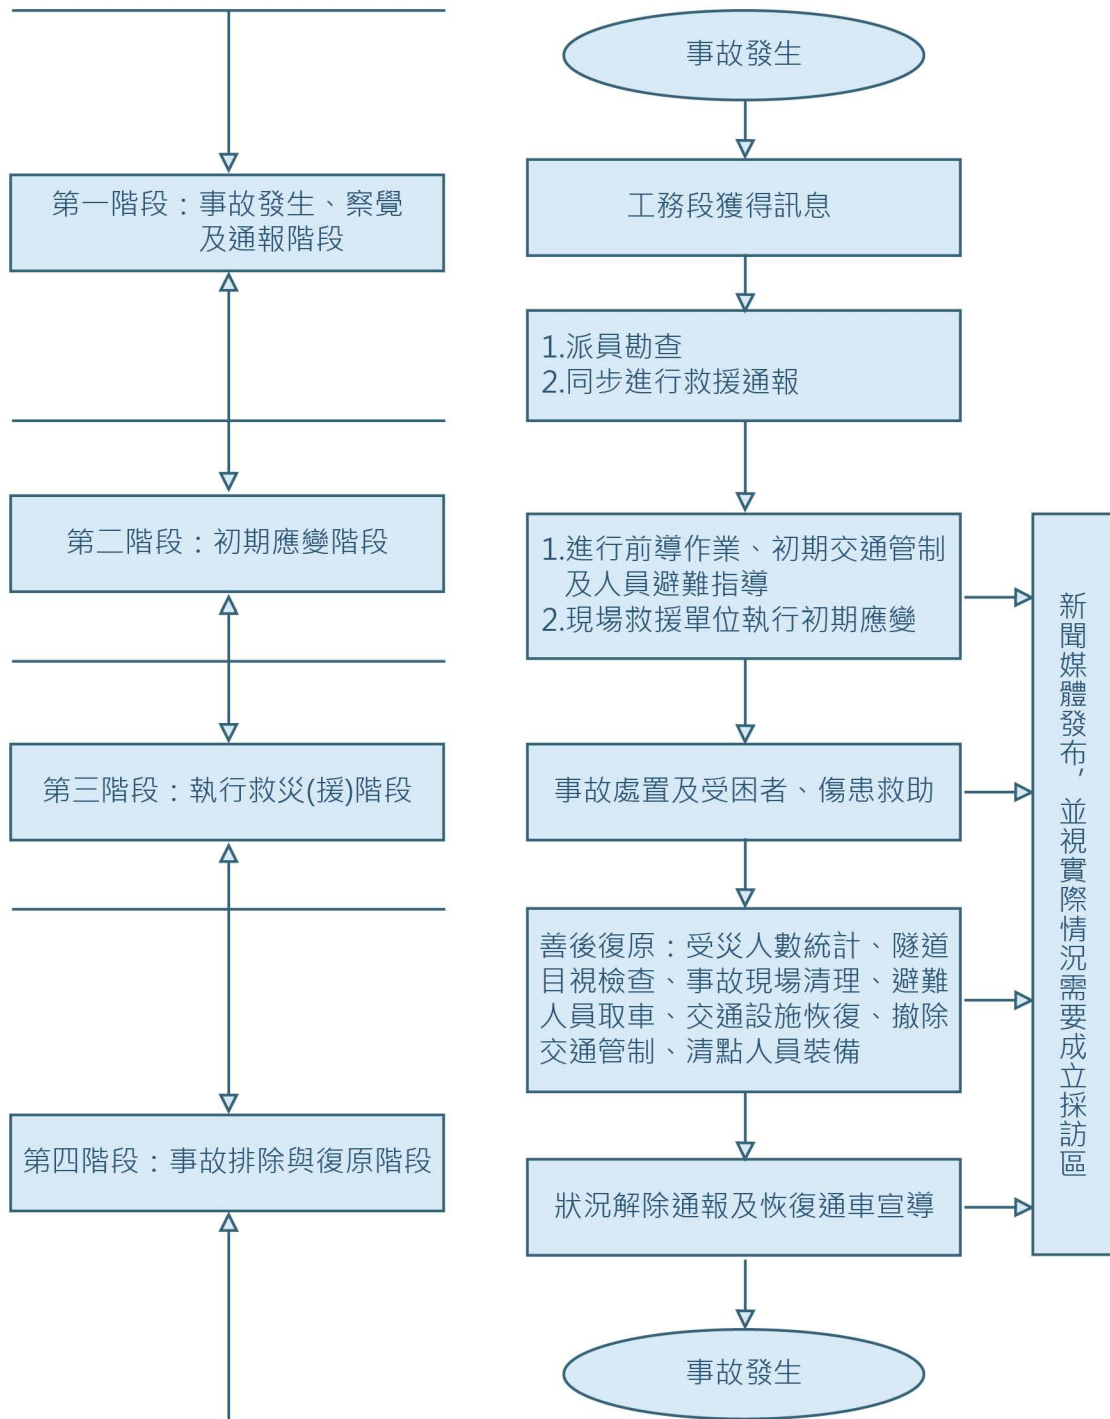 第一階段：事故發生、察覺
及通報階段
第二階段：初期應變階段
第三階段：執行救災(援)階段
第四階段：事故排除與復原階段
事故發生
工務段獲得訊息
1.派員勘查
2.同步進行救援通報
1.進行前導作業、初期交通管制
及人員避難指導
2.現場救援單位執行初期應變
事故處置及受困者、傷患救助
善後復原：受災人數統計、隧道
目視檢查、事故現場清理、避難
人員取車、交通設施恢復、撤除
交通管制、清點人員裝備
狀況解除通報及恢復通車宣導
事故發生
新聞媒體發布，並視實際情況需要成立採訪區